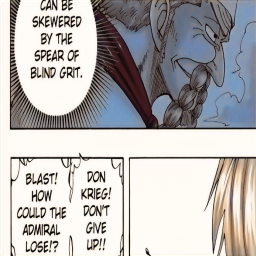 CAN BE
SKEWERED
BY THE
SPEAR OF
BLIND GRIT.
DON
KRIEG!
DON'T
GIVE
UP!!
BLAST!
HOW
COULD THE
ADMIRAL
LOSE!?